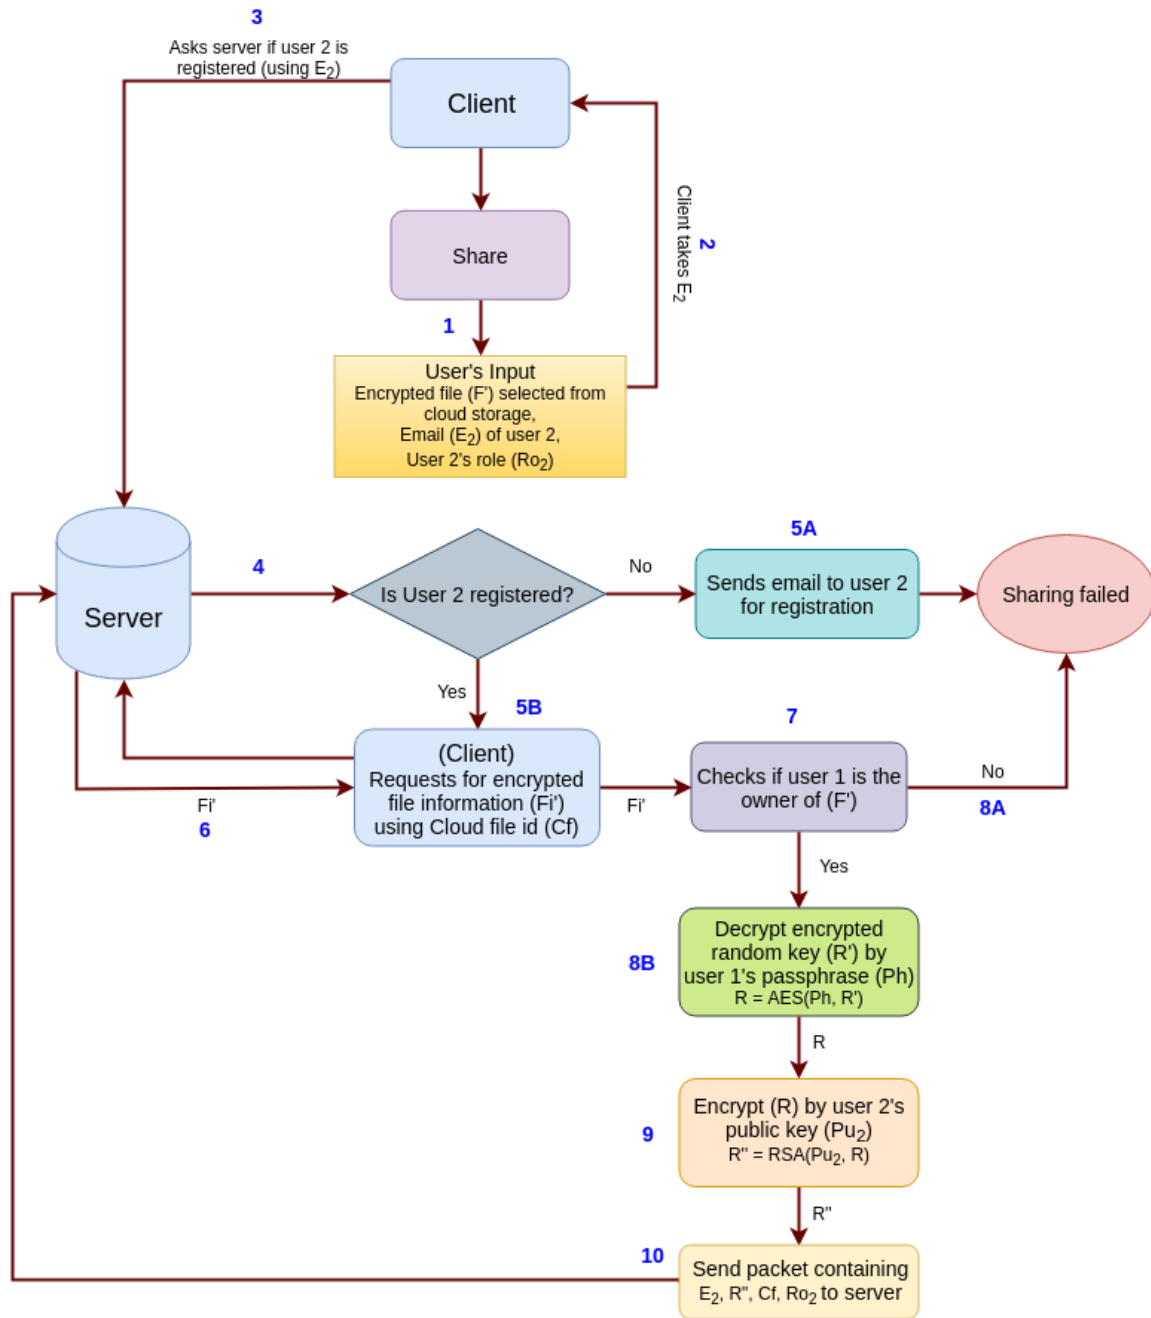 3
Asks server if user 2 is
registered (using E₂)
Client
Client takes E₂
2
Share
1
User's Input
Encrypted file (F') selected from
cloud storage,
Email (E₂) of user 2,
User 2's role (Ro₂)
Server
4
Is User 2 registered?
No
5A
Sends email to user 2
for registration
Sharing failed
Yes
5B
(Client)
Requests for encrypted
file information (Fi')
using Cloud file id (Cf)
Fi'
6
Fi'
7
Checks if user 1 is the
owner of (F')
No
8A
Yes
8B
Decrypt encrypted
random key (R') by
user 1's passphrase (Ph)
R = AES(Ph, R')
R
9
Encrypt (R) by user 2's
public key (Pu₂)
R" = RSA(Pu₂, R)
R"
10
Send packet containing
E₂, R", Cf, Ro₂ to server